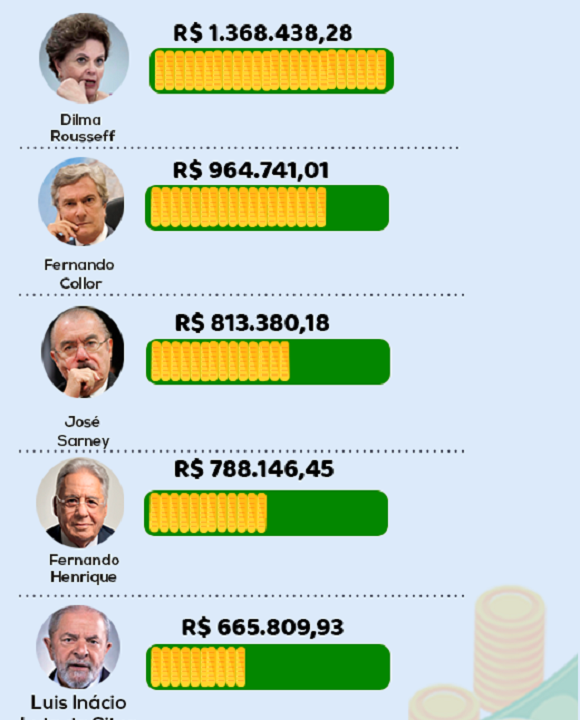 R$ 1.368.438,28
Dilma
Rousseff
R$ 964.741,01
Fernando
Collor
R$ 813.380,18
José
Sarney
R$ 788.146,45
Fernando
Henrique
R$ 665.809,93
Luis Inácio